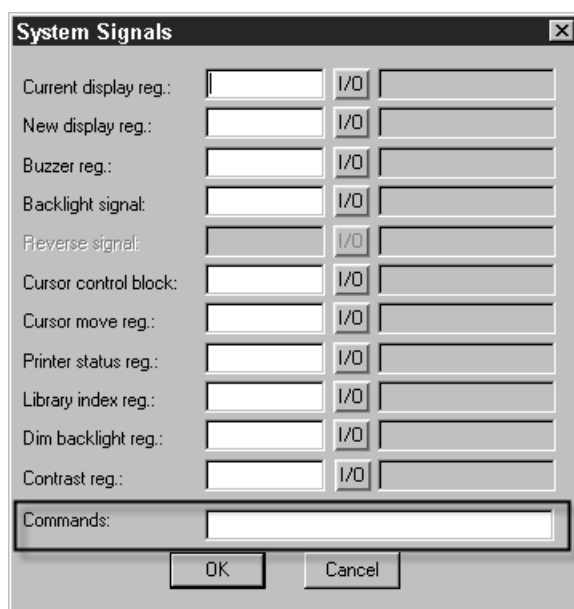 System Signals
Current display reg.: I/O
New display reg.: I/O
Buzzer reg.: I/O
Backlight signal: I/O
Reverse signal: I/O
Cursor control block: I/O
Cursor move reg.: I/O
Printer status reg.: I/O
Library index reg.: I/O
Dim backlight reg.: I/O
Contrast reg.: I/O
Commands:
OK Cancel